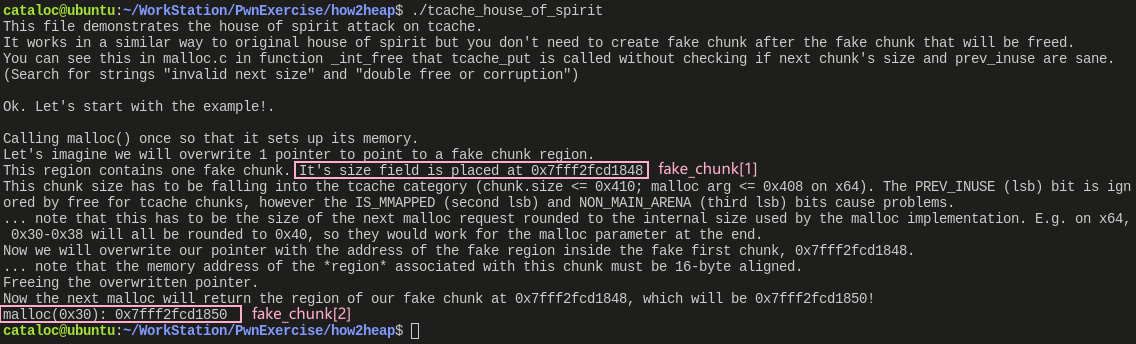 cataloc@ubuntu:~/WorkStation/PwnExercise/how2heap$ ./tcache_house_of_spirit
This file demonstrates the house of spirit attack on tcache.
It works in a similar way to original house of spirit but you don't need to create fake chunk after the fake chunk that will be freed.
You can see this in malloc.c in function _int_free that tcache_put is called without checking if next chunk's size and prev_inuse are sane.
(Search for strings "invalid next size" and "double free or corruption")
Ok. Let's start with the example!.
Calling malloc() once so that it sets up its memory.
Let's imagine we will overwrite 1 pointer to point to a fake chunk region.
This region contains one fake chunk. It's size field is placed at 0x7fff2fcd1848 fake_chunk[1]
This chunk size has to be falling into the tcache category (chunk.size <= 0x410; malloc arg <= 0x408 on x64). The PREV_INUSE (lsb) bit is ign
ored by free for tcache chunks, however the IS_MMAPPED (second lsb) and NON_MAIN_ARENA (third lsb) bits cause problems.
... note that this has to be the size of the next malloc request rounded to the internal size used by the malloc implementation. E.g. on x64,
0x30-0x38 will all be rounded to 0x40, so they would work for the malloc parameter at the end.
Now we will overwrite our pointer with the address of the fake region inside the fake first chunk, 0x7fff2fcd1848.
... note that the memory address of the *region* associated with this chunk must be 16-byte aligned.
Freeing the overwritten pointer.
Now the next malloc will return the region of our fake chunk at 0x7fff2fcd1848, which will be 0x7fff2fcd1850!
malloc(0x30): 0x7fff2fcd1850 fake_chunk[2]
cataloc@ubuntu:~/WorkStation/PwnExercise/how2heap$